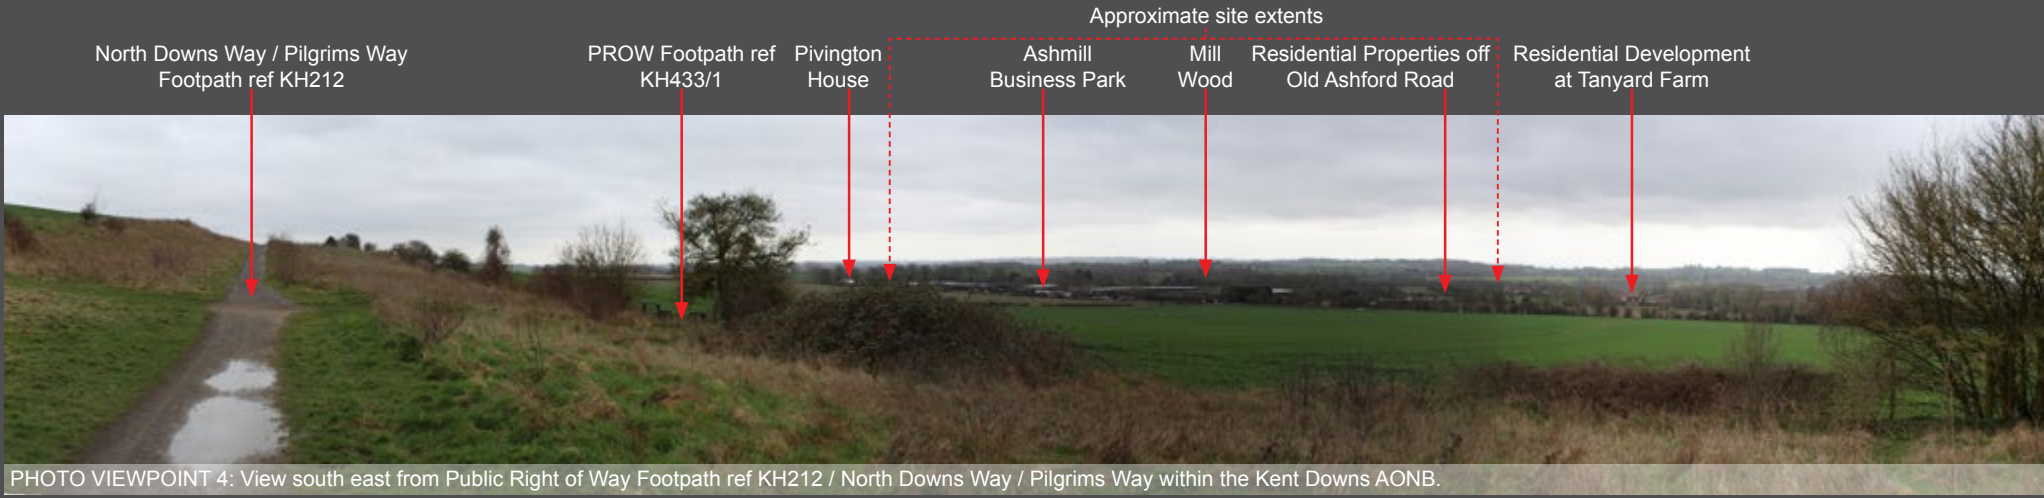 Approximate site extents
North Downs Way / Pilgrims Way
Footpath ref KH212
PROW Footpath ref
KH433/1
Pivington
House
Ashmill
Business Park
Mill
Wood
Residential Properties off
Old Ashford Road
Residential Development
at Tanyard Farm
PHOTO VIEWPOINT 4: View south east from Public Right of Way Footpath ref KH212 / North Downs Way / Pilgrims Way within the Kent Downs AONB.